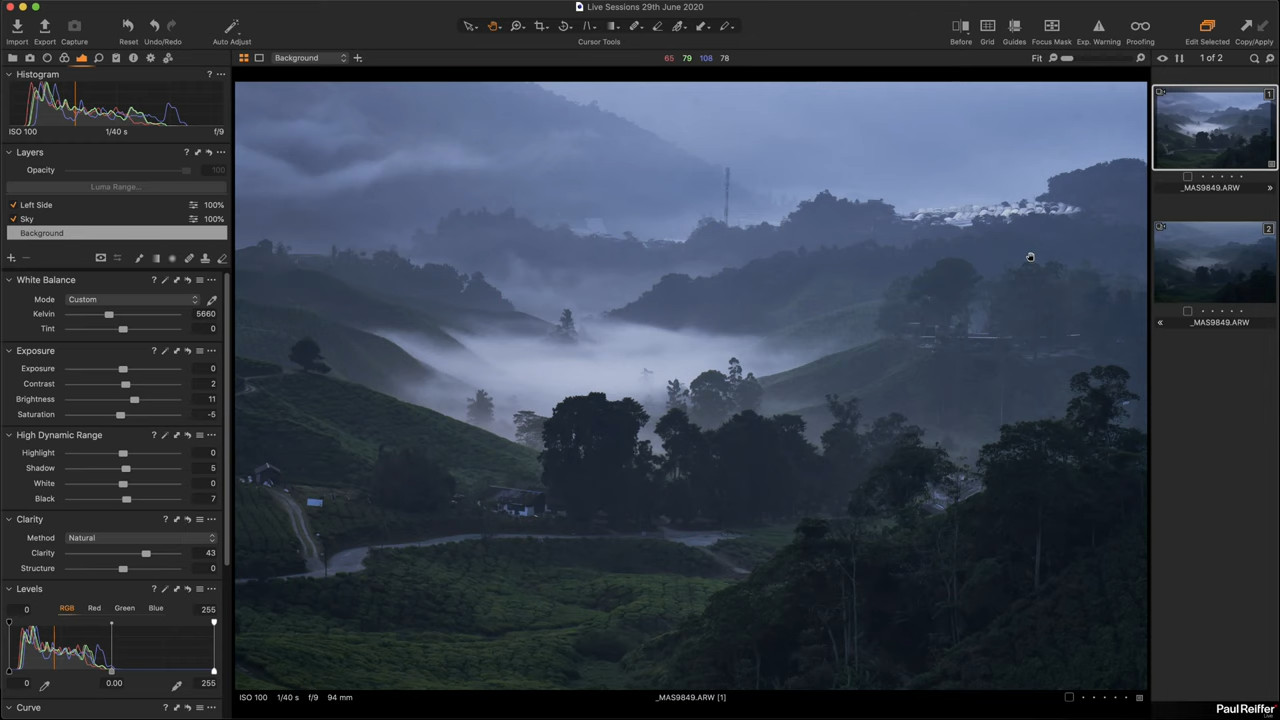 Live Sessions 29th June 2020
Import Export Capture Reset Undo/Redo Auto Adjust Cursor Tools Before Grid Guides Focus Mask Exp. Warning Proofing Edit Selected Copy/Apply
Background 65 79 108 78 Fit 1 of 2
Histogram
ISO 100 1/40 s f/9
Layers
Opacity 100
Luma Range...
Left Side 100%
Sky 100%
Background
White Balance
Mode Custom
Kelvin 5660
Tint 0
Exposure
Exposure 0
Contrast 2
Brightness 11
Saturation -5
High Dynamic Range
Highlight 0
Shadow 5
White 0
Black 7
Clarity
Method Natural
Clarity 43
Structure 0
Levels
0 RGB Red Green Blue 255
0 0.00 255
Curve
ISO 100 1/40 s f/9 94 mm _MAS9849.ARW [1]
1
_MAS9849.ARW
2
_MAS9849.ARW
Paul Reiffer
Live